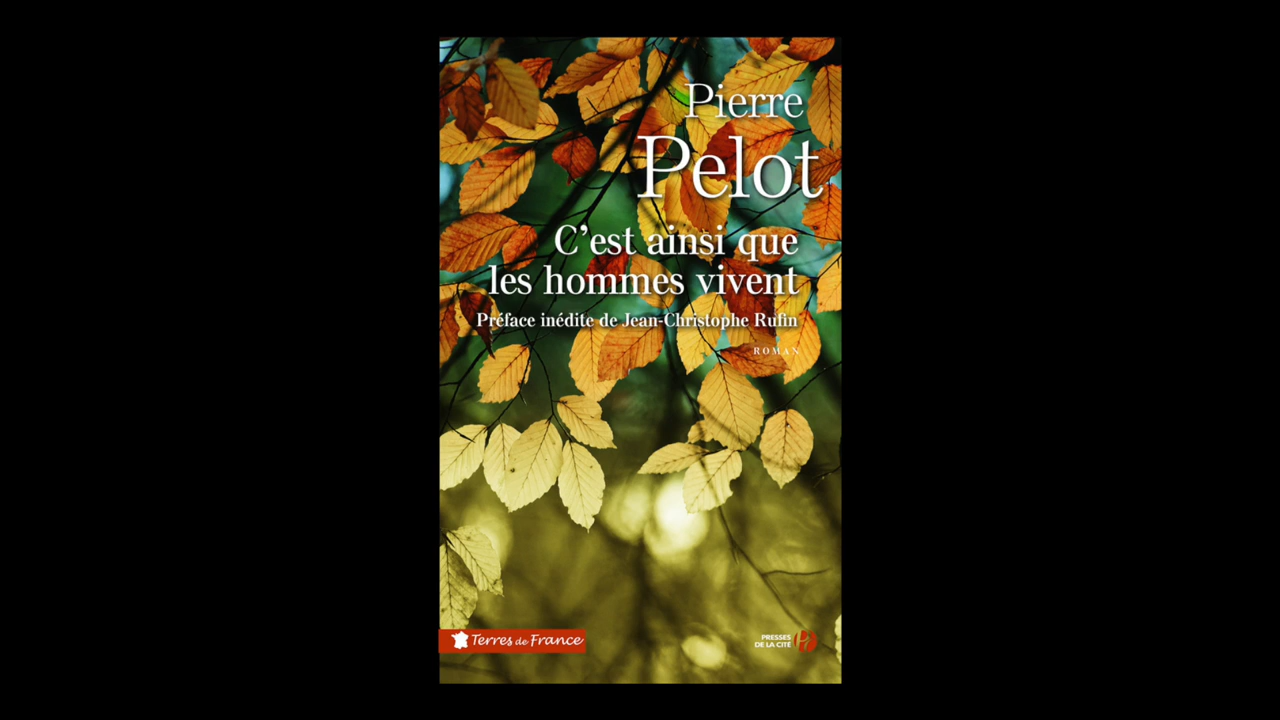 Pierre
Pelot
C'est ainsi que
les hommes vivent
Préface inédite de Jean-Christophe Rufin
ROMAN
Terres de France
PRESSES
DE LA CITÉ